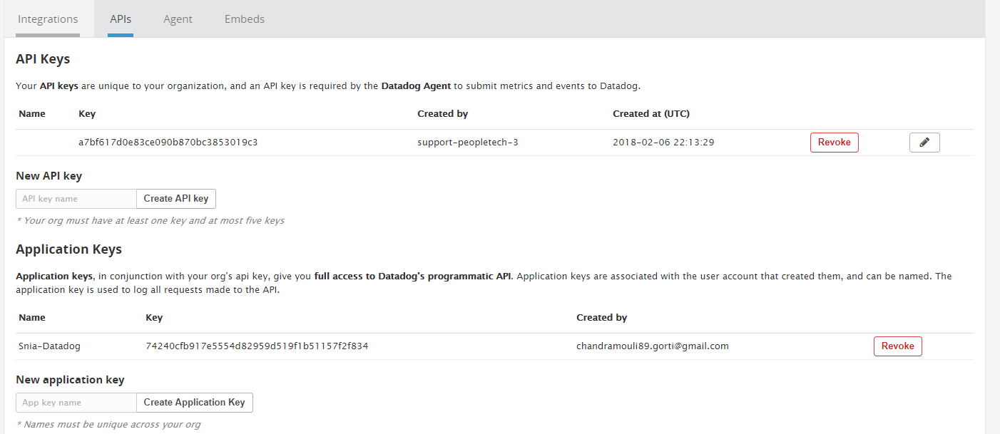 Integrations APIs Agent Embeds
API Keys
Your API keys are unique to your organization, and an API key is required by the Datadog Agent to submit metrics and events to Datadog.
Name Key Created by Created at (UTC)
a7bf617d0e83ce090b870bc3853019c3 support-peopletech-3 2018-02-06 22:13:29 Revoke
New API key
API key name Create API key
* Your org must have at least one key and at most five keys
Application Keys
Application keys, in conjunction with your org's api key, give you full access to Datadog's programmatic API. Application keys are associated with the user account that created them, and can be named. The
application key is used to log all requests made to the API.
Name Key Created by
Snia-Datadog 74240cfb917e5554d82959d519f1b51157f2f834 chandramouli89.gorti@gmail.com Revoke
New application key
App key name Create Application Key
* Names must be unique across your org